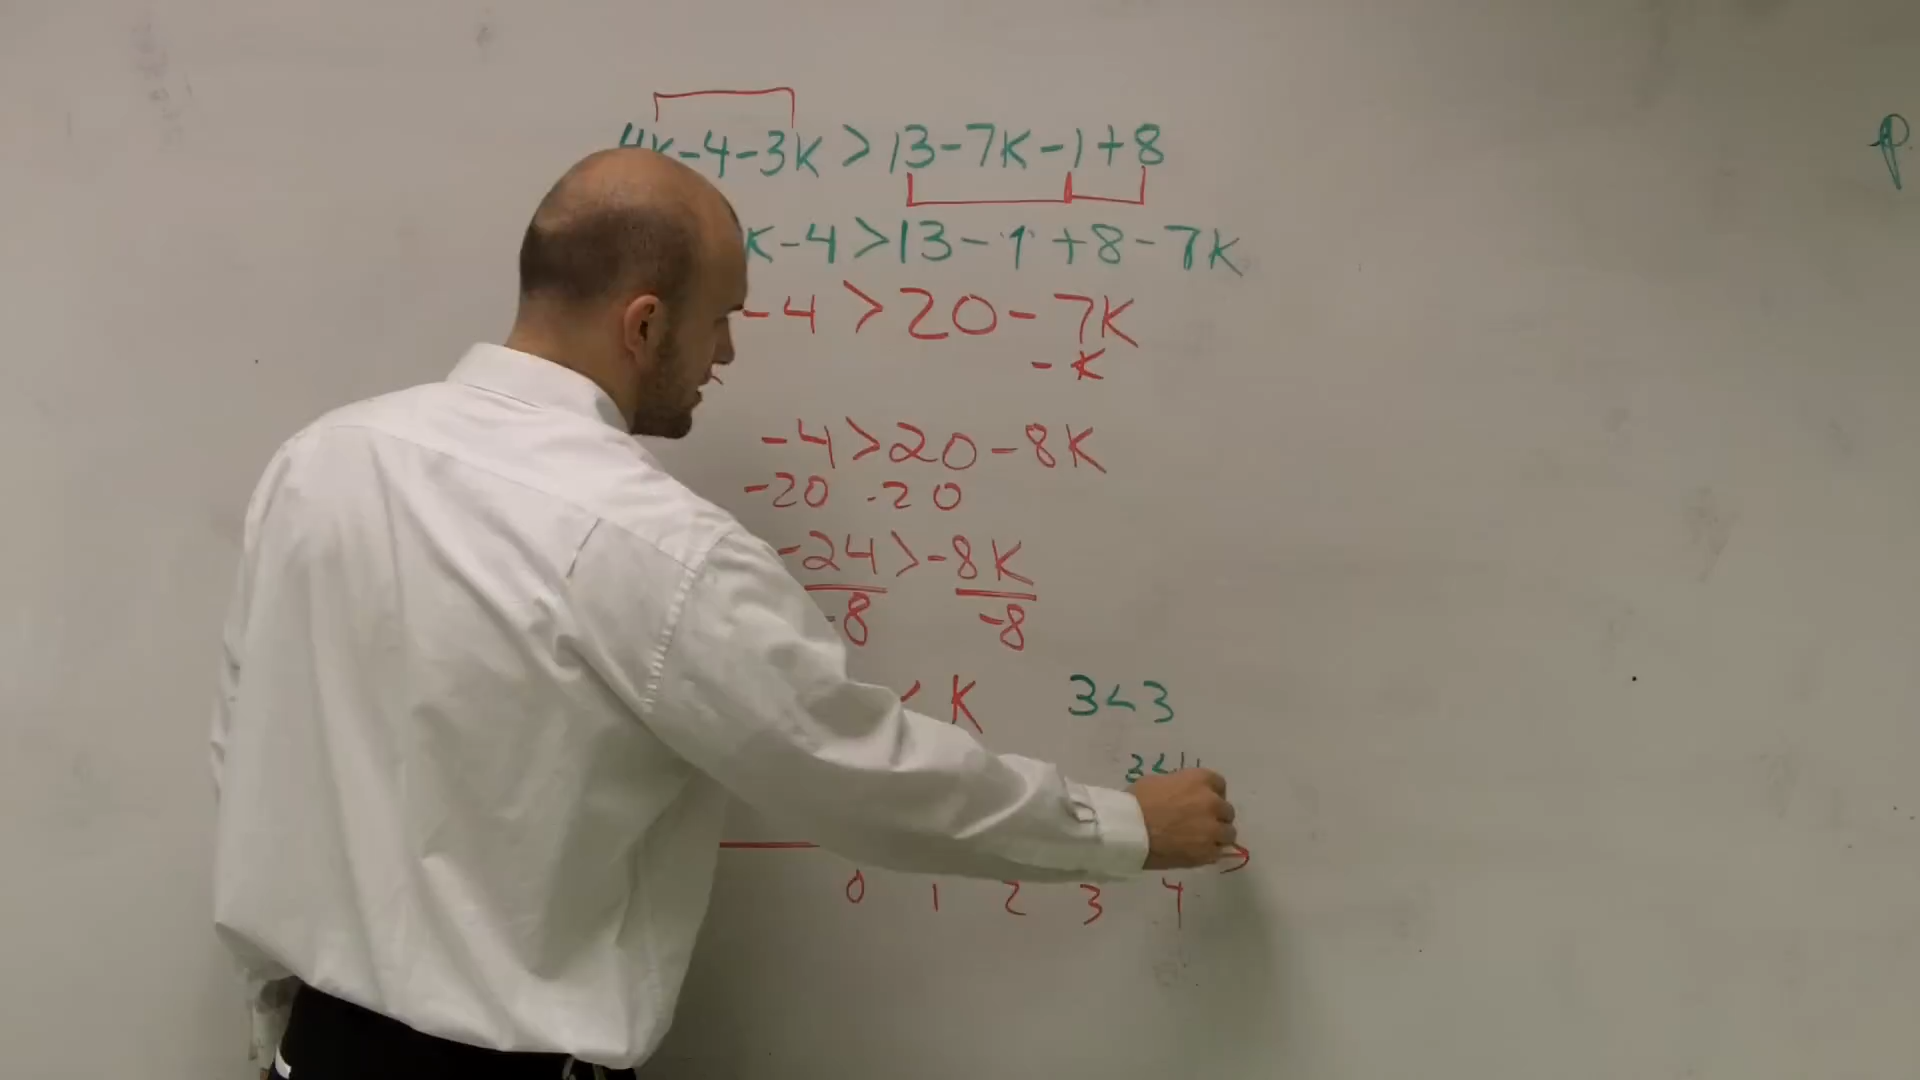 4k-4-3k > 13-7k-1+8
k-4 > 13-1+8-7k
-4 > 20-7k
-k
-4 > 20-8k
-20 -20
-24 > -8k
-8 -8
< k 3<3
3<4
0 1 2 3 4